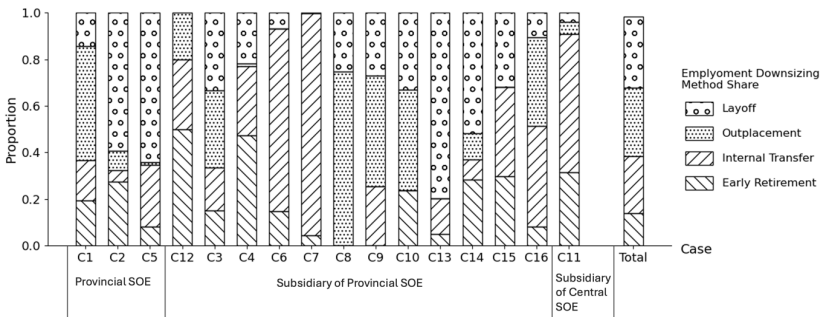 1.0
0.8
0.6
0.4
0.2
0.0
Proportion
C1 C2 C5 C12 C3 C4 C6 C7 C8 C9 C10 C13 C14 C15 C16 C11 Total
Case
Provincial SOE
Subsidiary of Provincial SOE
Subsidiary
of Central
SOE
Emplyoment Downsizing
Method Share
Layoff
Outplacement
Internal Transfer
Early Retirement